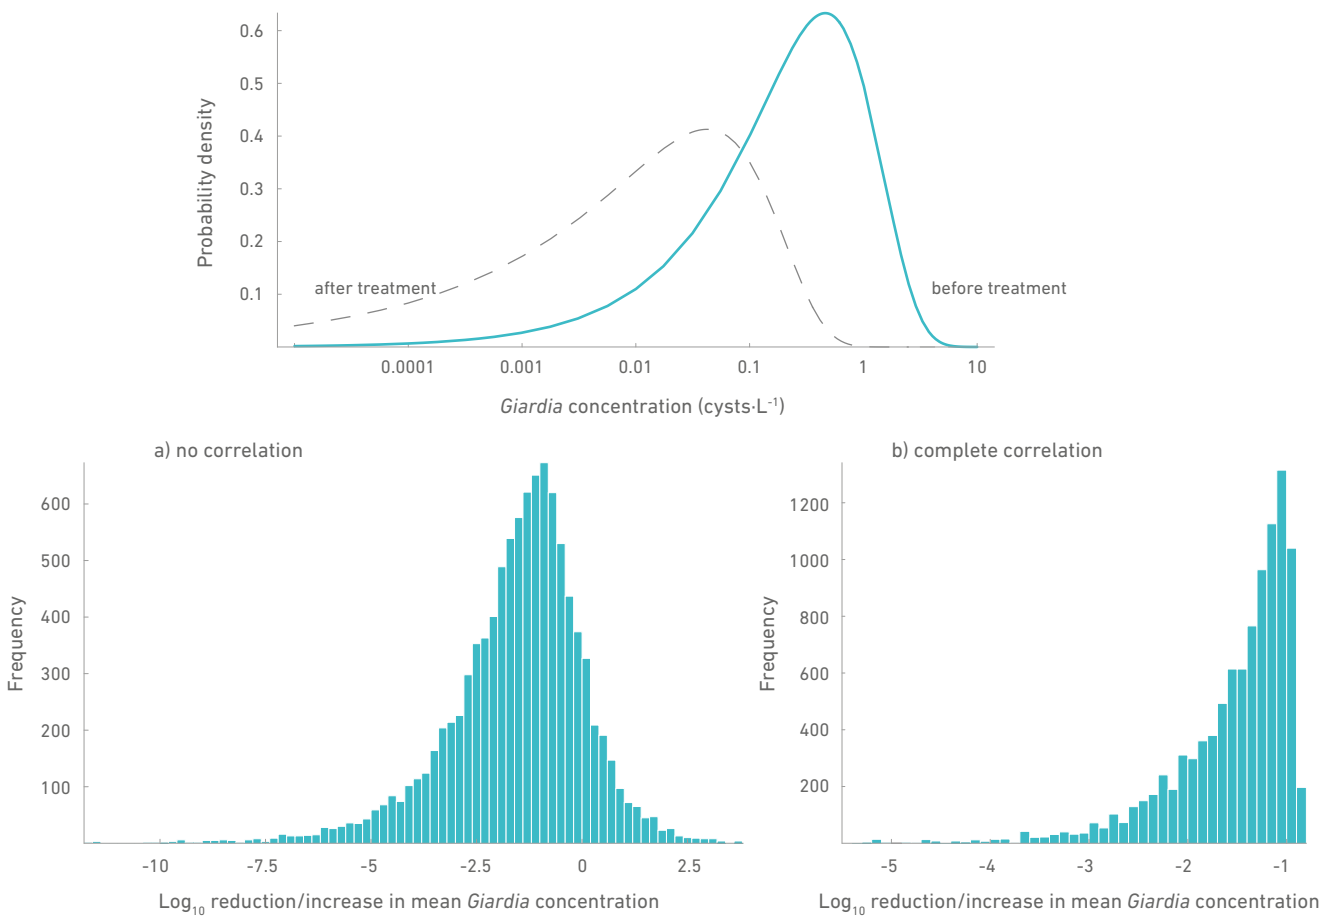 0.6
0.5
0.4
0.3
0.2
0.1
Probability density
after treatment
before treatment
0.0001 0.001 0.01 0.1 1 10
Giardia concentration (cysts·L-1)
a) no correlation
600
500
400
300
200
100
Frequency
-10 -7.5 -5 -2.5 0 2.5
Log10 reduction/increase in mean Giardia concentration
b) complete correlation
1200
1000
800
600
400
200
Frequency
-5 -4 -3 -2 -1
Log10 reduction/increase in mean Giardia concentration